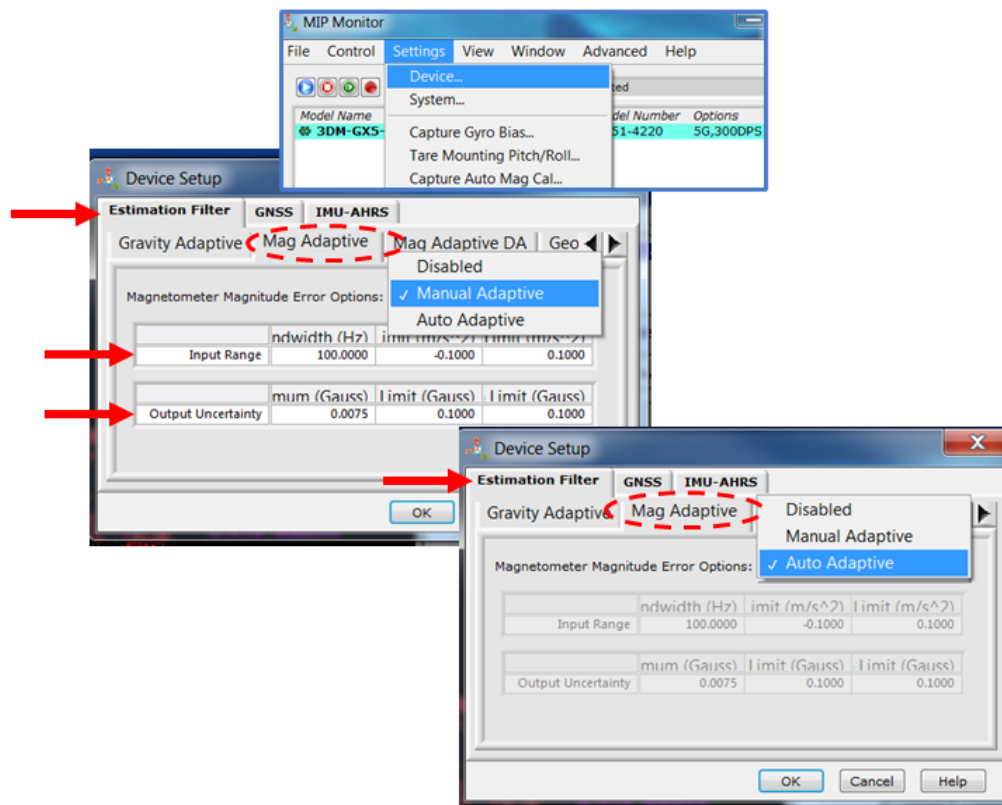 MIP Monitor
File Control Settings View Window Advanced Help
Device...
System...
Model Name del Number Options
3DM-GX5- 51-4220 5G,300DPS
Capture Gyro Bias...
Tare Mounting Pitch/Roll...
Capture Auto Mag Cal...
Device Setup
Estimation Filter GNSS IMU-AHRS
Gravity Adaptive Mag Adaptive Mag Adaptive DA Geo
Disabled
Magnetometer Magnitude Error Options: ✓ Manual Adaptive
Auto Adaptive
ndwidth (Hz) imit (m/s^2) Limit (m/s^2)
Input Range 100.0000 -0.1000 0.1000
mum (Gauss) Limit (Gauss) Limit (Gauss)
Output Uncertainty 0.0075 0.1000 0.1000
OK
Device Setup
Estimation Filter GNSS IMU-AHRS
Gravity Adaptive Mag Adaptive Disabled
Manual Adaptive
Magnetometer Magnitude Error Options: ✓ Auto Adaptive
ndwidth (Hz) imit (m/s^2) Limit (m/s^2)
Input Range 100.0000 -0.1000 0.1000
mum (Gauss) Limit (Gauss) Limit (Gauss)
Output Uncertainty 0.0075 0.1000 0.1000
OK Cancel Help